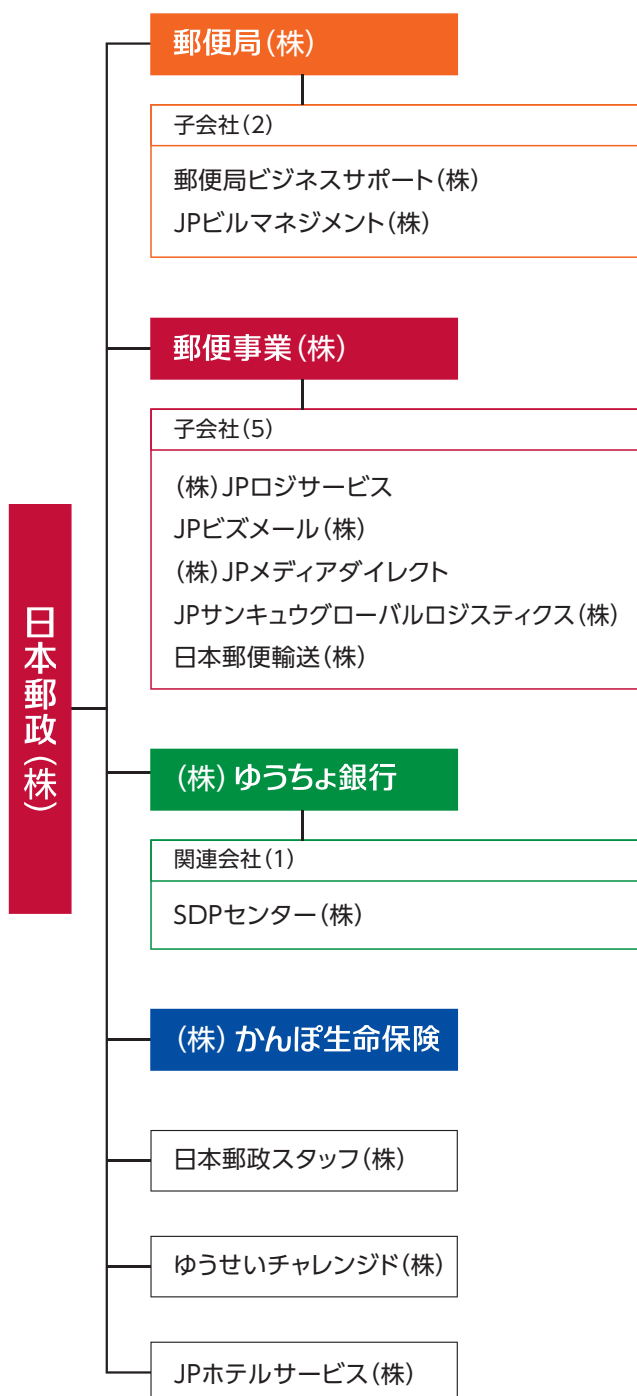 日本郵政(株)
郵便局(株)
子会社(2)
郵便局ビジネスサポート(株)
JPビルマネジメント(株)
郵便事業(株)
子会社(5)
(株)JPロジサービス
JPビズメール(株)
(株)JPメディアダイレクト
JPサンキュウグローバルロジスティクス(株)
日本郵便輸送(株)
(株)ゆうちょ銀行
関連会社(1)
SDPセンター(株)
(株)かんぽ生命保険
日本郵政スタッフ(株)
ゆうせいチャレンジド(株)
JPホテルサービス(株)